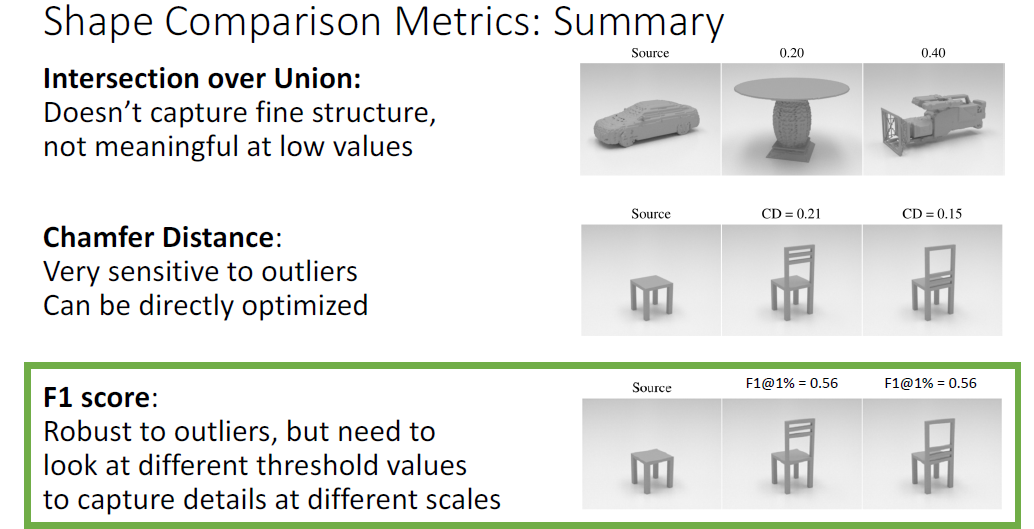 Shape Comparison Metrics: Summary
Intersection over Union:
Doesn’t capture fine structure,
not meaningful at low values
Source
0.20
0.40
Chamfer Distance:
Very sensitive to outliers
Can be directly optimized
Source
CD = 0.21
CD = 0.15
F1 score:
Robust to outliers, but need to
look at different threshold values
to capture details at different scales
Source
F1@1% = 0.56
F1@1% = 0.56